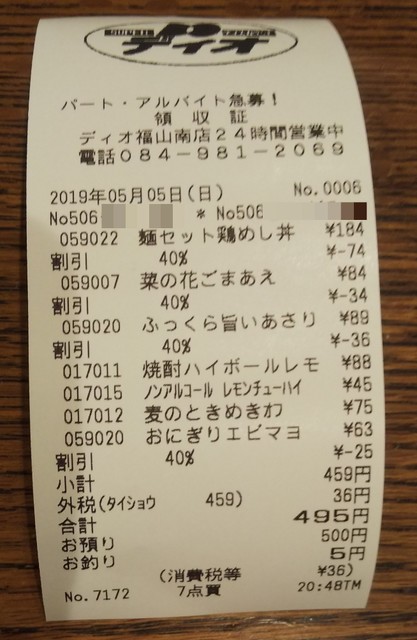 ディオ
パート・アルバイト急募!
領収証
ディオ福山南店24時間営業中
電話084-981-2069
2019年05月05日(日) No.0006
No506 * No506
059022 麺セット鶏めし丼 ¥184
割引 40% ¥-74
059007 菜の花ごまあえ ¥84
割引 40% ¥-34
059020 ふっくら旨いあさり ¥89
割引 40% ¥-36
017011 焼酎ハイボールレモ ¥88
017015 ノンアルコール レモンチューハイ ¥45
017012 麦のときめきオフ ¥75
059020 おにぎりエビマヨ ¥63
割引 40% ¥-25
小計 459円
外税(タイショウ 459) 36円
合計 495円
お預り 500円
お釣り 5円
(消費税等 ¥36)
No.7172 7点買 20:48TM